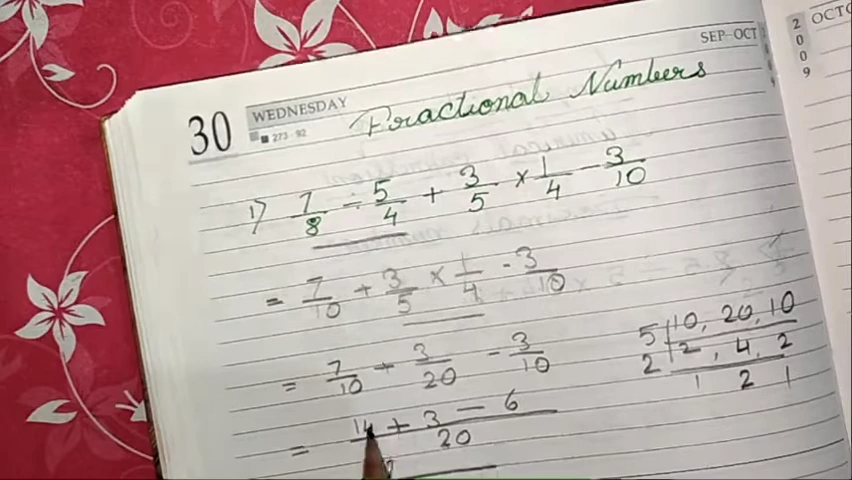 30 WEDNESDAY
273-92
SEP-OCT
2009
OCTO
Fractional Numbers
1) 7/8 ÷ 5/4 + 3/5 × 1/4 - 3/10
= 7/10 + 3/5 × 1/4 - 3/10
= 7/10 + 3/20 - 3/10
5 | 10, 20, 10
2 | 2, 4, 2
1 2 1
= 14 + 3 - 6 / 20